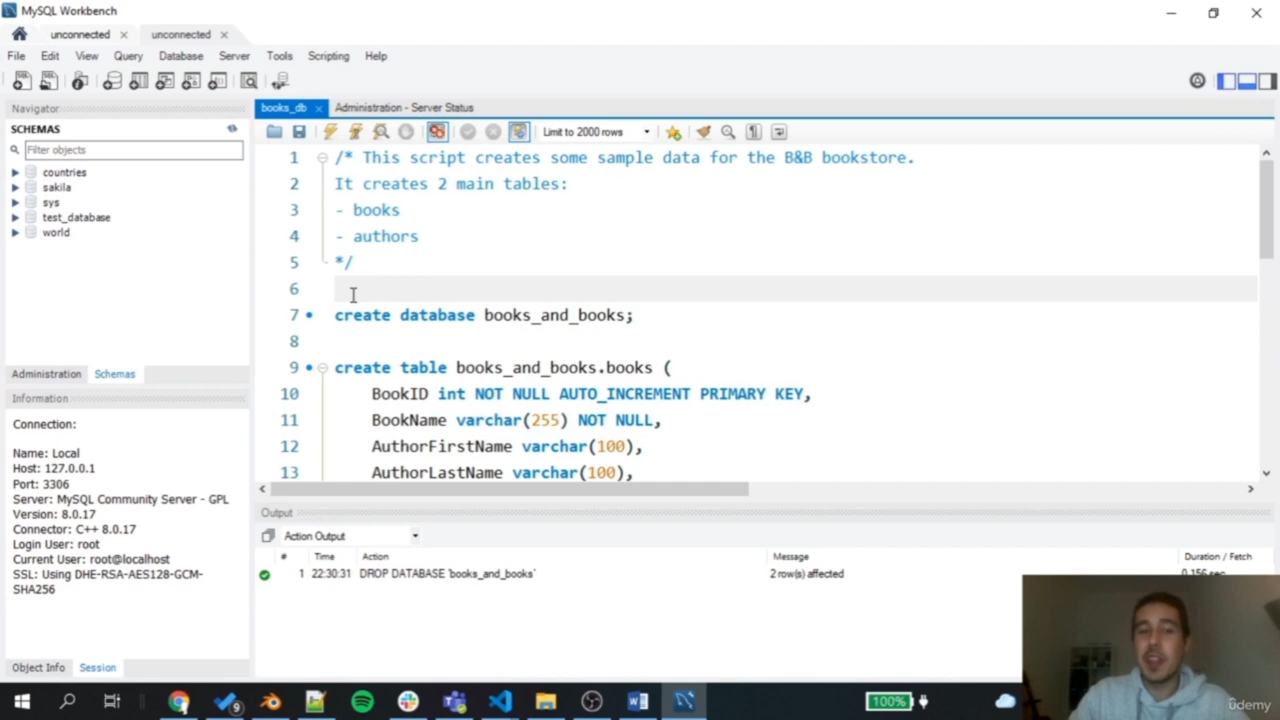 MySQL Workbench
unconnected
unconnected
File Edit View Query Database Server Tools Scripting Help
Navigator
SCHEMAS
Filter objects
countries
sakila
sys
test_database
world
Administration Schemas
Information
Connection:
Name: Local
Host: 127.0.0.1
Port: 3306
Server: MySQL Community Server - GPL
Version: 8.0.17
Connector: C++ 8.0.17
Login User: root
Current User: root@localhost
SSL: Using DHE-RSA-AES128-GCM-
SHA256
Object Info Session
books_db Administration - Server Status
Limit to 2000 rows
1 /* This script creates some sample data for the B&B bookstore.
2 It creates 2 main tables:
3 - books
4 - authors
5 */
6
7 create database books_and_books;
8
9 create table books_and_books.books (
10 BookID int NOT NULL AUTO_INCREMENT PRIMARY KEY,
11 BookName varchar(255) NOT NULL,
12 AuthorFirstName varchar(100),
13 AuthorLastName varchar(100),
Output
Action Output
# Time Action Message Duration / Fetch
1 22:30:31 DROP DATABASE `books_and_books` 2 row(s) affected 0.156 sec
9
100%
ûdemy